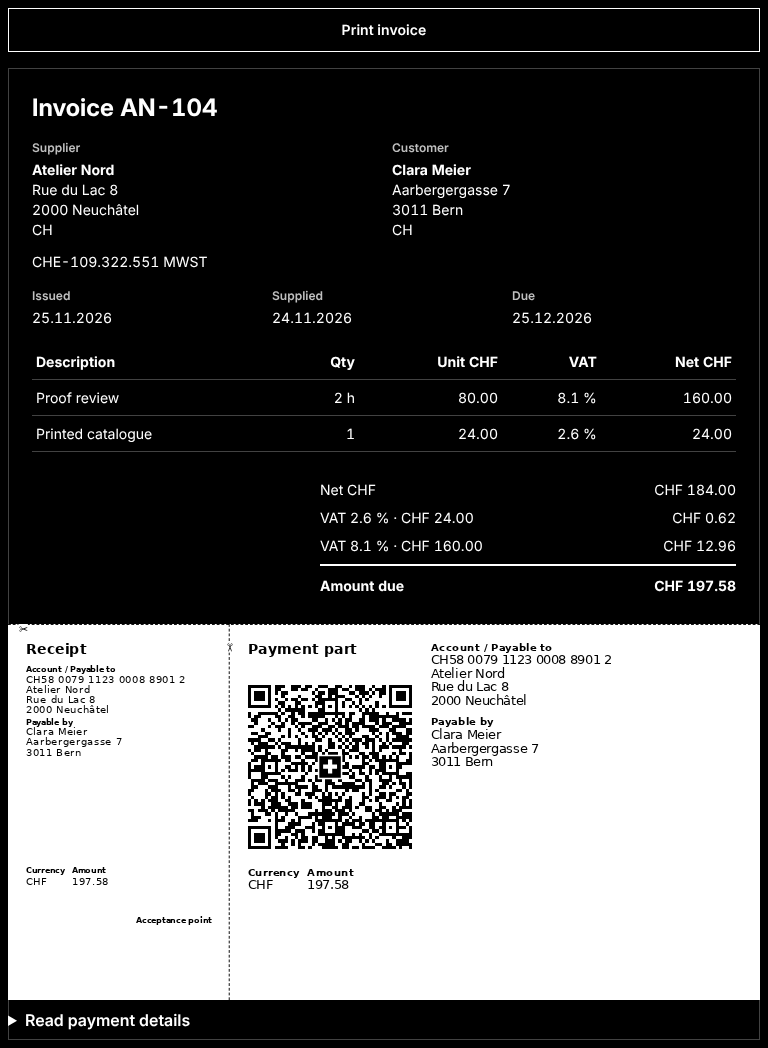 Print invoice
Invoice AN-104
Supplier
Atelier Nord
Rue du Lac 8
2000 Neuchâtel
CH
CHE-109.322.551 MWST
Customer
Clara Meier
Aarbergergasse 7
3011 Bern
CH
Issued Supplied Due
25.11.2026 24.11.2026 25.12.2026
Description Qty Unit CHF VAT Net CHF
Proof review 2 h 80.00 8.1 % 160.00
Printed catalogue 1 24.00 2.6 % 24.00
Net CHF CHF 184.00
VAT 2.6 % · CHF 24.00 CHF 0.62
VAT 8.1 % · CHF 160.00 CHF 12.96
Amount due CHF 197.58
Receipt
Account / Payable to
CH58 0079 1123 0008 8901 2
Atelier Nord
Rue du Lac 8
2000 Neuchâtel
Payable by
Clara Meier
Aarbergergasse 7
3011 Bern
Currency Amount
CHF 197.58
Acceptance point
Payment part
Currency Amount
CHF 197.58
Account / Payable to
CH58 0079 1123 0008 8901 2
Atelier Nord
Rue du Lac 8
2000 Neuchâtel
Payable by
Clara Meier
Aarbergergasse 7
3011 Bern
Read payment details